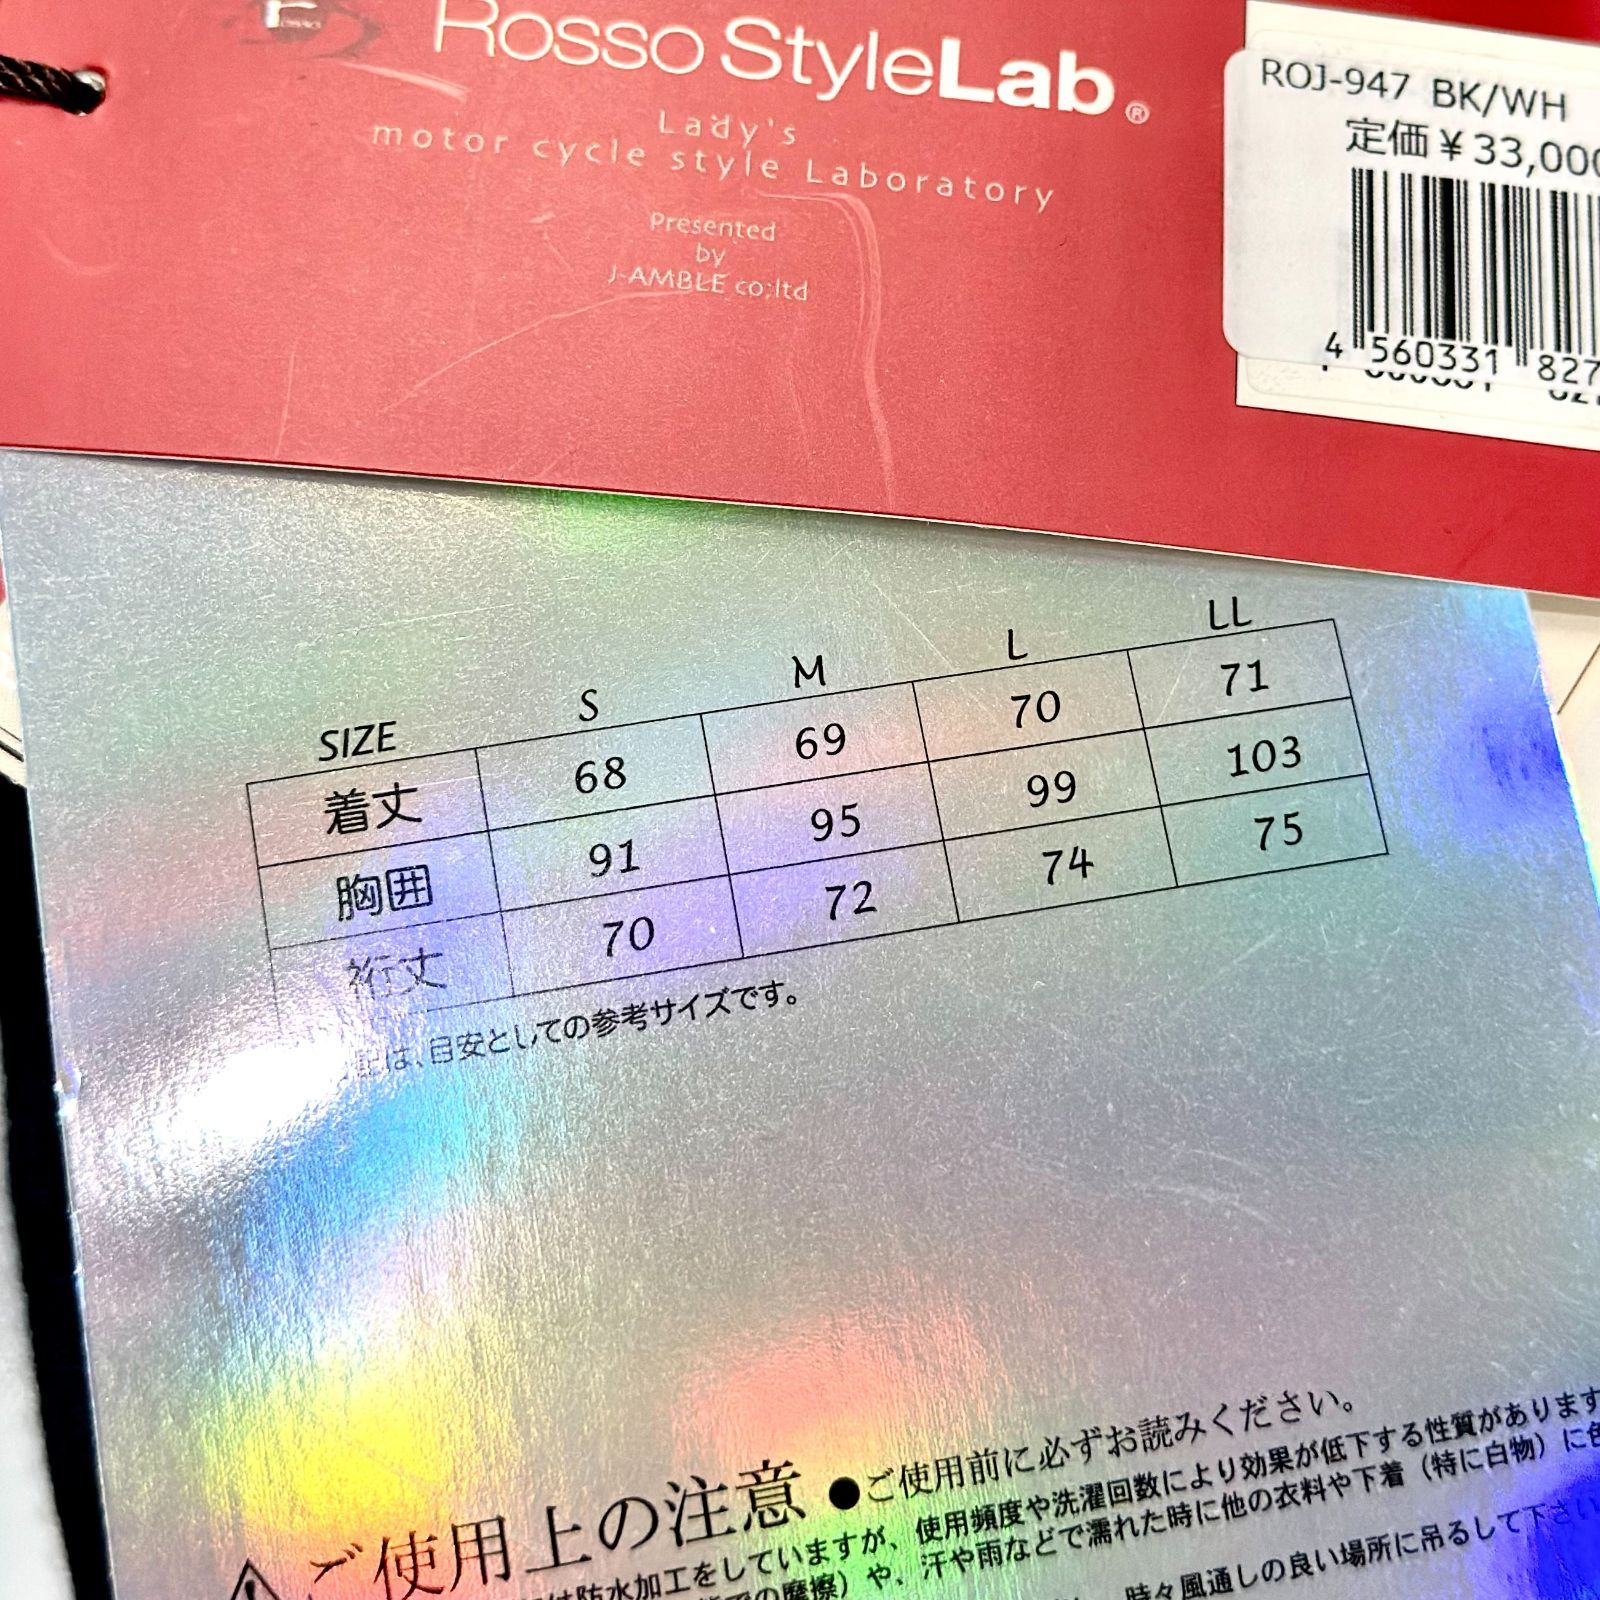 Rosso StyleLab®
Lady's
motor cycle style Laboratory
Presented
by
J-AMBLE co;ltd
ROJ-947 BK/WH
定価¥33,000
4 560331 827
SIZE S M L LL
着丈 68 69 70 71
胸囲 91 95 99 103
裄丈 70 72 74 75
記は、目安としての参考サイズです。
ご使用上の注意 ●ご使用前に必ずお読みください。
防水加工をしていますが、使用頻度や洗濯回数により効果が低下する性質があります
の摩擦)や、汗や雨などで濡れた時に他の衣料や下着(特に白物)に色
時々風通しの良い場所に吊るして下さい